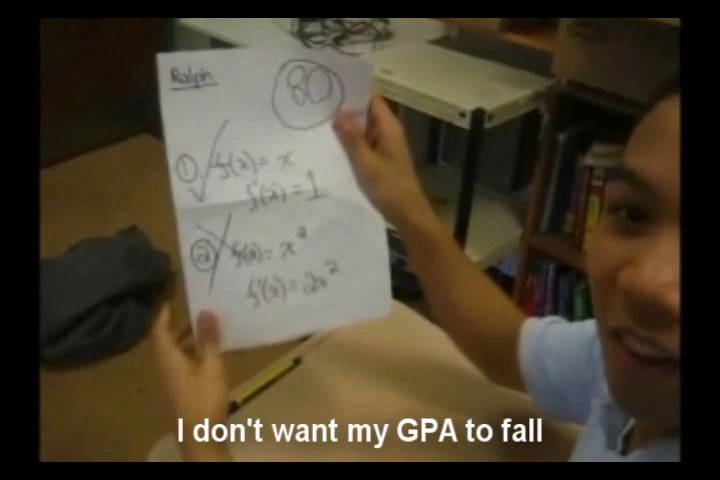 Ralph
80
① f(x) = x
f'(x) = 1
② f(x) = x²
f'(x) = 2x²
I don't want my GPA to fall